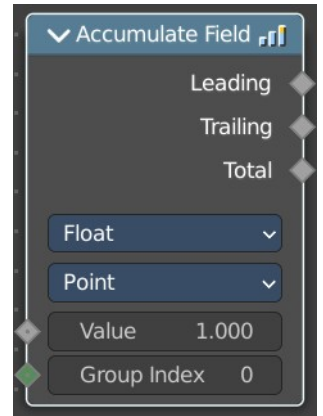 Accumulate Field
Leading
Trailing
Total
Float
Point
Value 1.000
Group Index 0